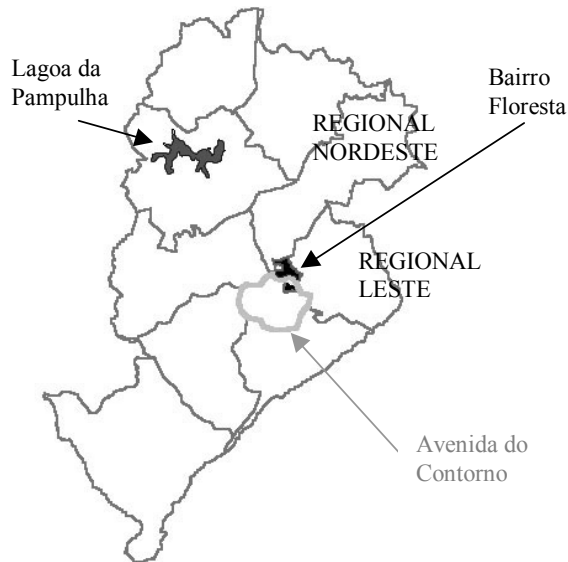 Lagoa da
Pampulha
Bairro
Floresta
REGIONAL
NORDESTE
REGIONAL
LESTE
Avenida do
Contorno